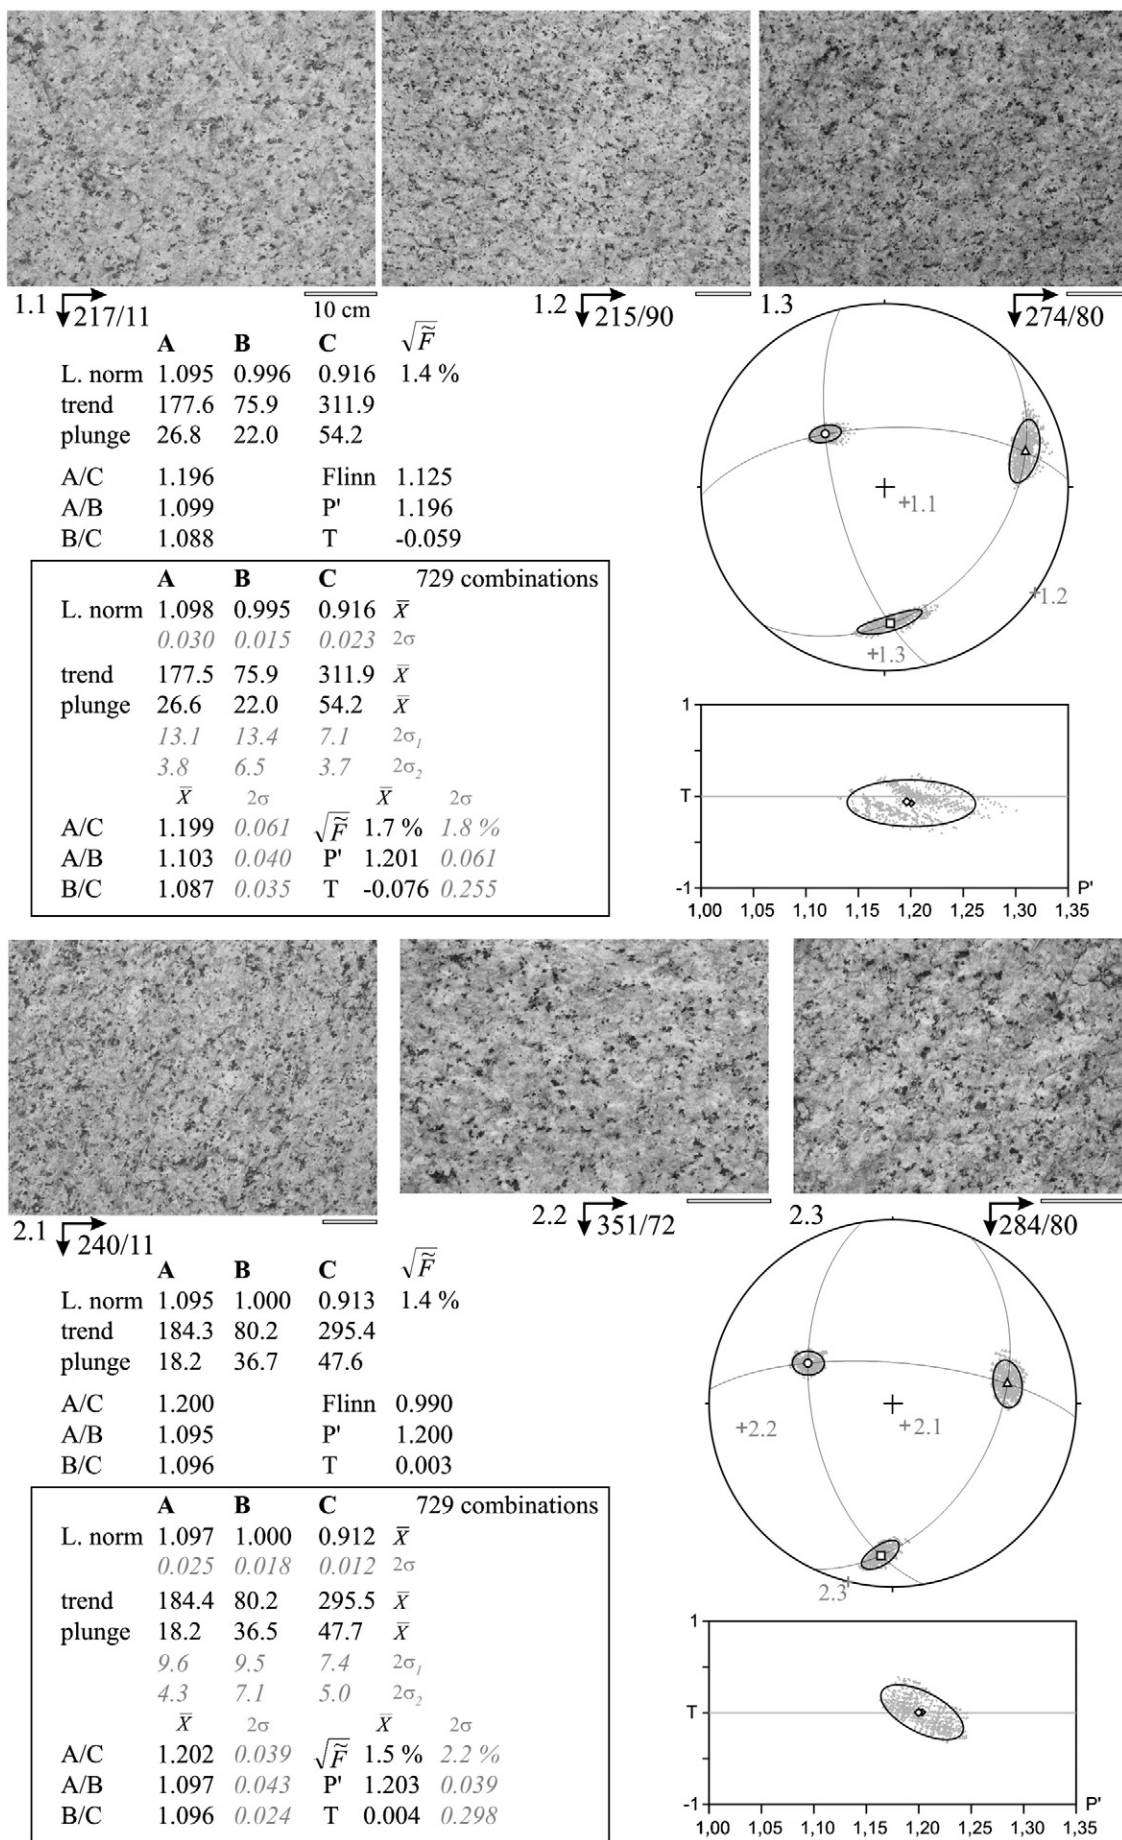 1.1 217/11
10 cm
1.2 215/90
1.3 274/80
A B C √F̃
L. norm 1.095 0.996 0.916 1.4 %
trend 177.6 75.9 311.9
plunge 26.8 22.0 54.2
A/C 1.196 Flinn 1.125
A/B 1.099 P' 1.196
B/C 1.088 T -0.059
A B C 729 combinations
L. norm 1.098 0.995 0.916 X̅
0.030 0.015 0.023 2σ
trend 177.5 75.9 311.9 X̅
plunge 26.6 22.0 54.2 X̅
13.1 13.4 7.1 2σ₁
3.8 6.5 3.7 2σ₂
X̅ 2σ X̅ 2σ
A/C 1.199 0.061 √F̃ 1.7 % 1.8 %
A/B 1.103 0.040 P' 1.201 0.061
B/C 1.087 0.035 T -0.076 0.255
+1.1
+1.2
+1.3
1
T
-1
P'
1,00 1,05 1,10 1,15 1,20 1,25 1,30 1,35
2.1 240/11
2.2 351/72
2.3 284/80
A B C √F̃
L. norm 1.095 1.000 0.913 1.4 %
trend 184.3 80.2 295.4
plunge 18.2 36.7 47.6
A/C 1.200 Flinn 0.990
A/B 1.095 P' 1.200
B/C 1.096 T 0.003
A B C 729 combinations
L. norm 1.097 1.000 0.912 X̅
0.025 0.018 0.012 2σ
trend 184.4 80.2 295.5 X̅
plunge 18.2 36.5 47.7 X̅
9.6 9.5 7.4 2σ₁
4.3 7.1 5.0 2σ₂
X̅ 2σ X̅ 2σ
A/C 1.202 0.039 √F̃ 1.5 % 2.2 %
A/B 1.097 0.043 P' 1.203 0.039
B/C 1.096 0.024 T 0.004 0.298
+2.2
+2.1
2.3+
1
T
-1
P'
1,00 1,05 1,10 1,15 1,20 1,25 1,30 1,35